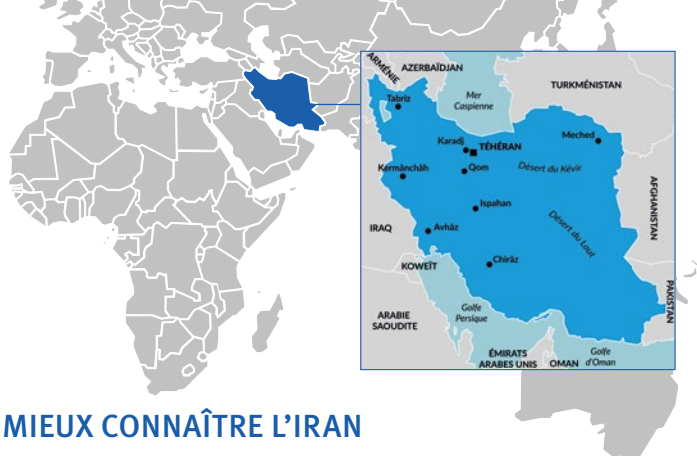 ARMÉNIE
AZERBAÏDJAN
TURKMÉNISTAN
Mer
Caspienne
Tabriz
Karadj
TÉHÉRAN
Meched
Kermânchâh
Qom
Désert du Kévir
AFGHANISTAN
Ispahan
Désert du Lout
IRAQ
Avhâz
Chirâz
KOWEÏT
PAKISTAN
ARABIE
SAOUDITE
Golfe
Persique
ÉMIRATS
ARABES UNIS
OMAN
Golfe
d'Oman
MIEUX CONNAÎTRE L'IRAN